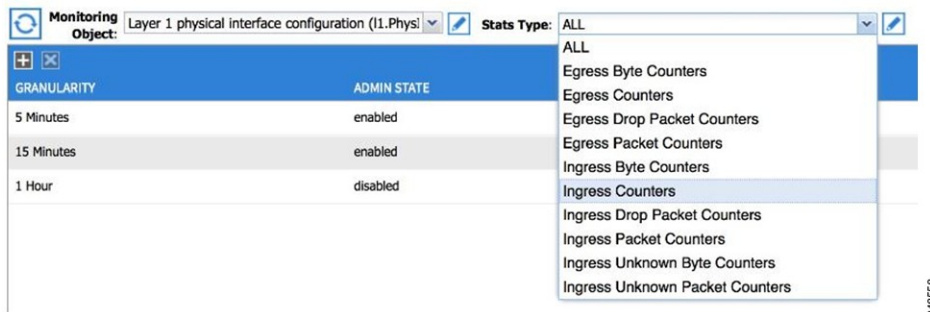 Monitoring Object: Layer 1 physical interface configuration (l1.Phys Stats Type: ALL
GRANULARITY ADMIN STATE
5 Minutes enabled
15 Minutes enabled
1 Hour disabled
ALL
Egress Byte Counters
Egress Counters
Egress Drop Packet Counters
Egress Packet Counters
Ingress Byte Counters
Ingress Counters
Ingress Drop Packet Counters
Ingress Packet Counters
Ingress Unknown Byte Counters
Ingress Unknown Packet Counters